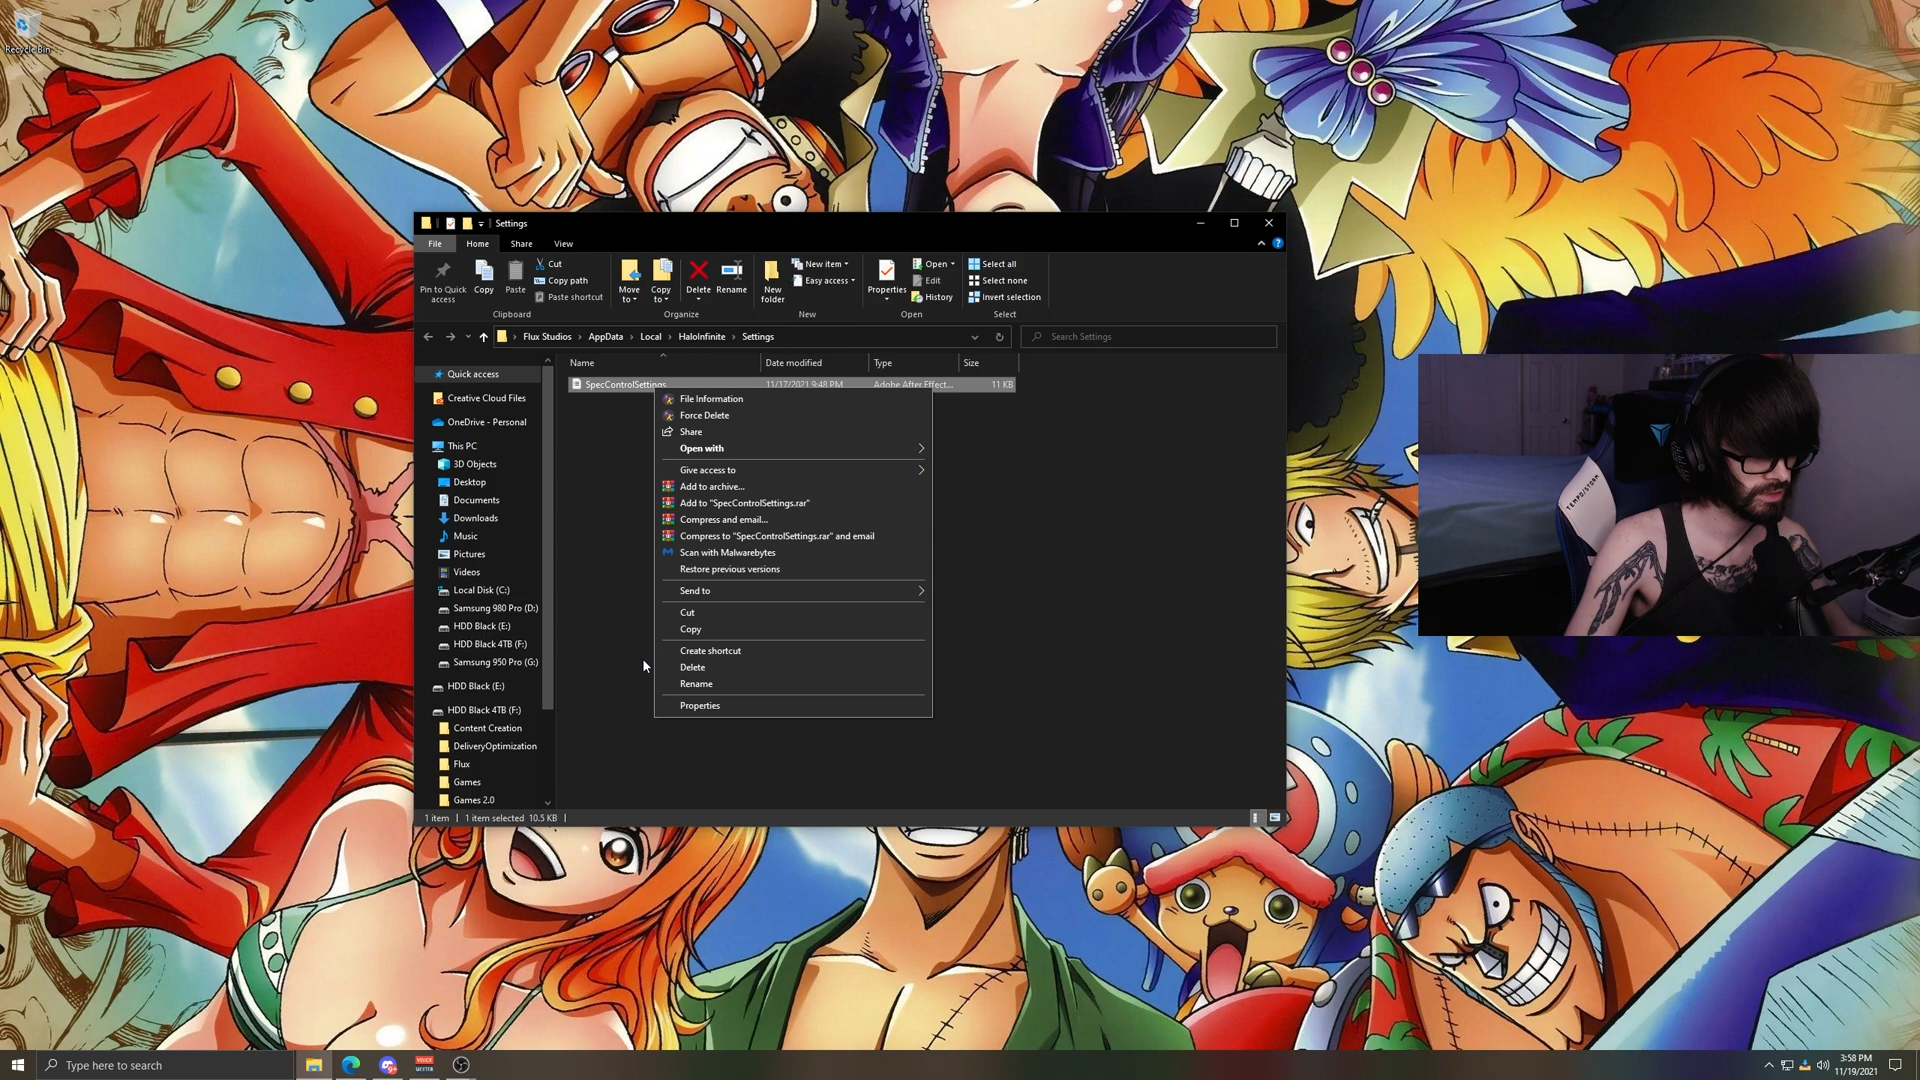 Recycle Bin
Settings
File Home Share View
Pin to Quick access
Copy
Paste
Cut
Copy path
Paste shortcut
Clipboard
Move to
Copy to
Delete
Rename
Organize
New folder
New item
Easy access
New
Properties
Open
Edit
History
Open
Select all
Select none
Invert selection
Select
Flux Studios > AppData > Local > HaloInfinite > Settings
Search Settings
Name Date modified Type Size
SpecControlSettings 11/17/2021 9:48 PM Adobe After Effect... 11 KB
Quick access
Creative Cloud Files
OneDrive - Personal
This PC
3D Objects
Desktop
Documents
Downloads
Music
Pictures
Videos
Local Disk (C:)
Samsung 980 Pro (D:)
HDD Black (E:)
HDD Black 4TB (F:)
Samsung 950 Pro (G:)
HDD Black (E:)
HDD Black 4TB (F:)
Content Creation
DeliveryOptimization
Flux
Games
Games 2.0
File Information
Force Delete
Share
Open with
Give access to
Add to archive...
Add to "SpecControlSettings.rar"
Compress and email...
Compress to "SpecControlSettings.rar" and email
Scan with Malwarebytes
Restore previous versions
Send to
Cut
Copy
Create shortcut
Delete
Rename
Properties
1 item 1 item selected 10.5 KB
TEMPO/STORM
Type here to search
3:58 PM
11/19/2021